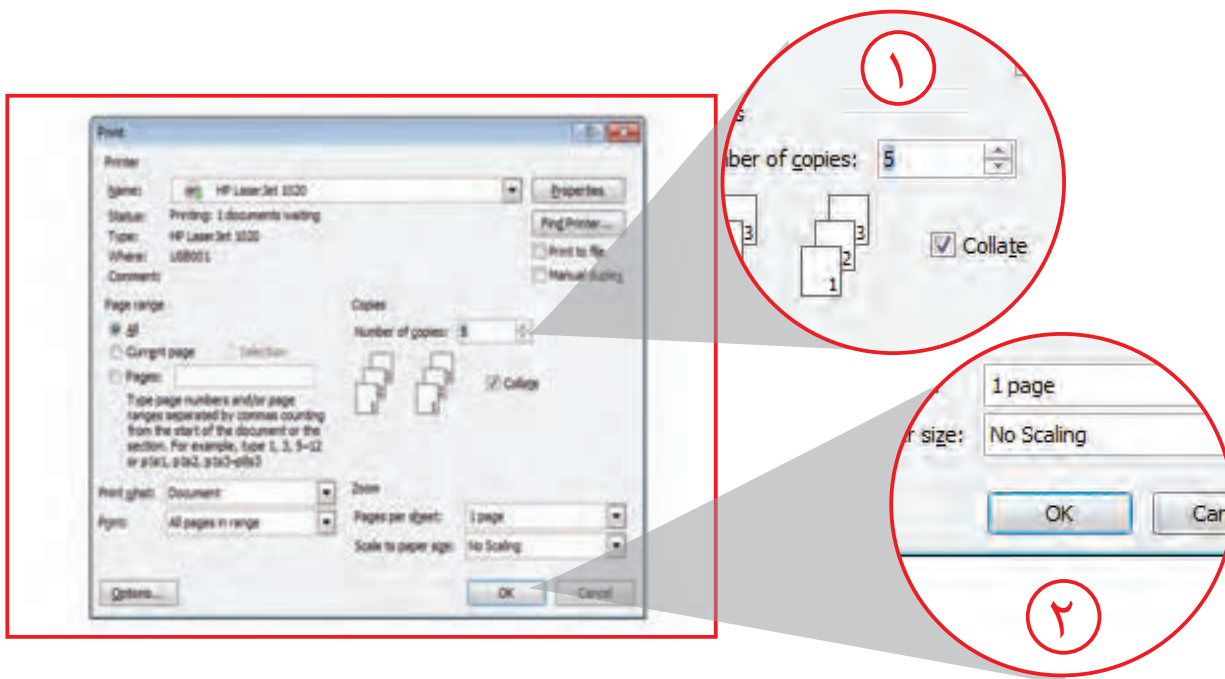 Print
Printer
Name: HP LaserJet 1020 Properties
Status: Printing: 1 documents waiting Find Printer...
Type: HP LaserJet 1020
Where: USB001 Print to file
Comment: Manual duplex
Page range
All
Current page Selection
Pages:
Type page numbers and/or page
ranges separated by commas counting
from the start of the document or the
section. For example, type 1, 3, 5–12
or p1s1, p1s2, p1s3–p8s3
Copies
Number of copies: 5
Collate
Print what: Document
Print: All pages in range
Zoom
Pages per sheet: 1 page
Scale to paper size: No Scaling
Options... OK Cancel
۱
s
ber of copies: 5
3 3
2
1
Collate
1 page
r size: No Scaling
OK Can
۲